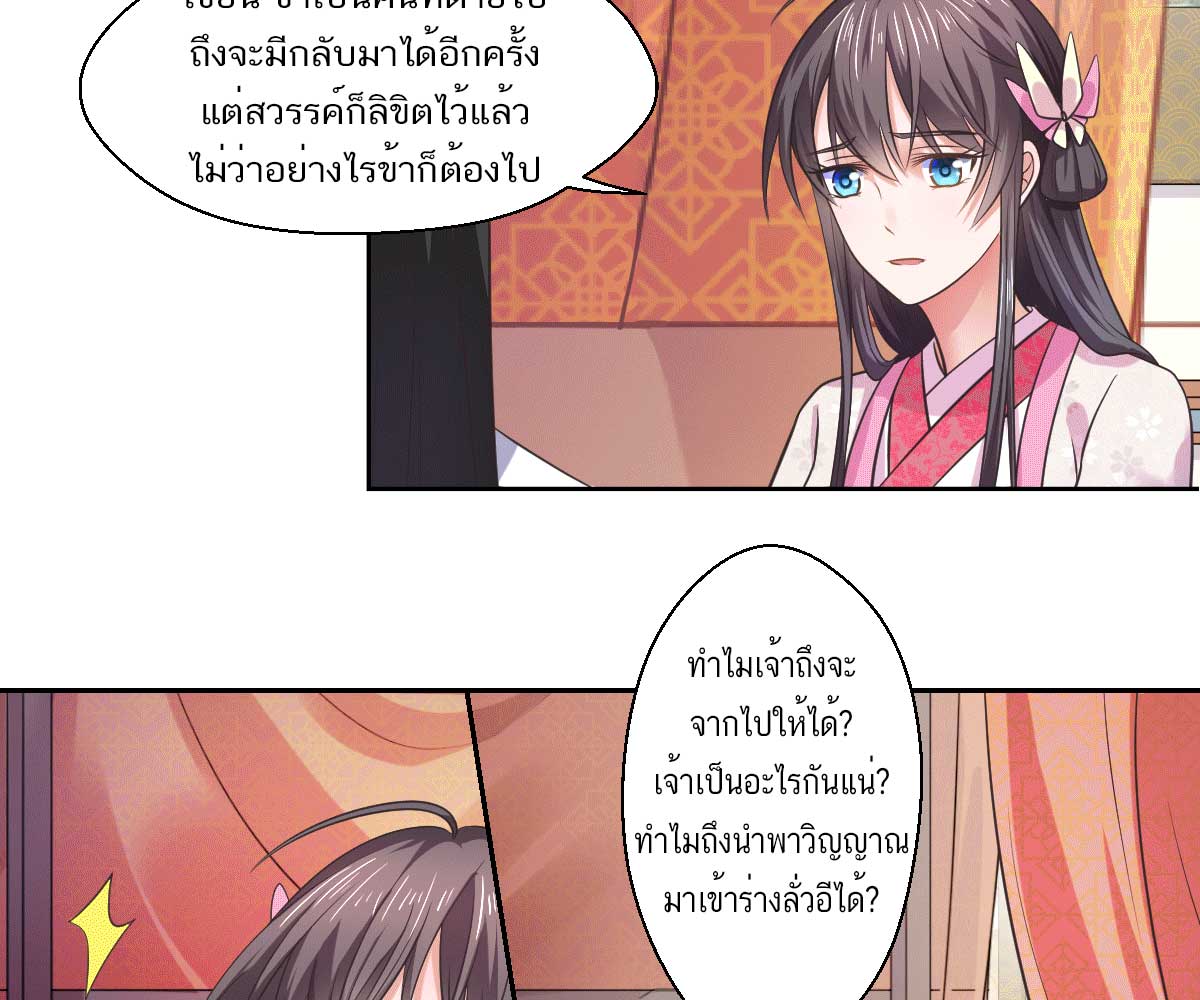 ถึงจะมีกลับมาได้อีกครั้ง
แต่สวรรค์ก็ลิขิตไว้แล้ว
ไม่ว่าอย่างไรข้าก็ต้องไป
ทำไมเจ้าถึงจะ
จากไปให้ได้?
เจ้าเป็นอะไรกันแน่?
ทำไมถึงนำพาวิญญาณ
มาเข้าร่างลั่วอีได้?